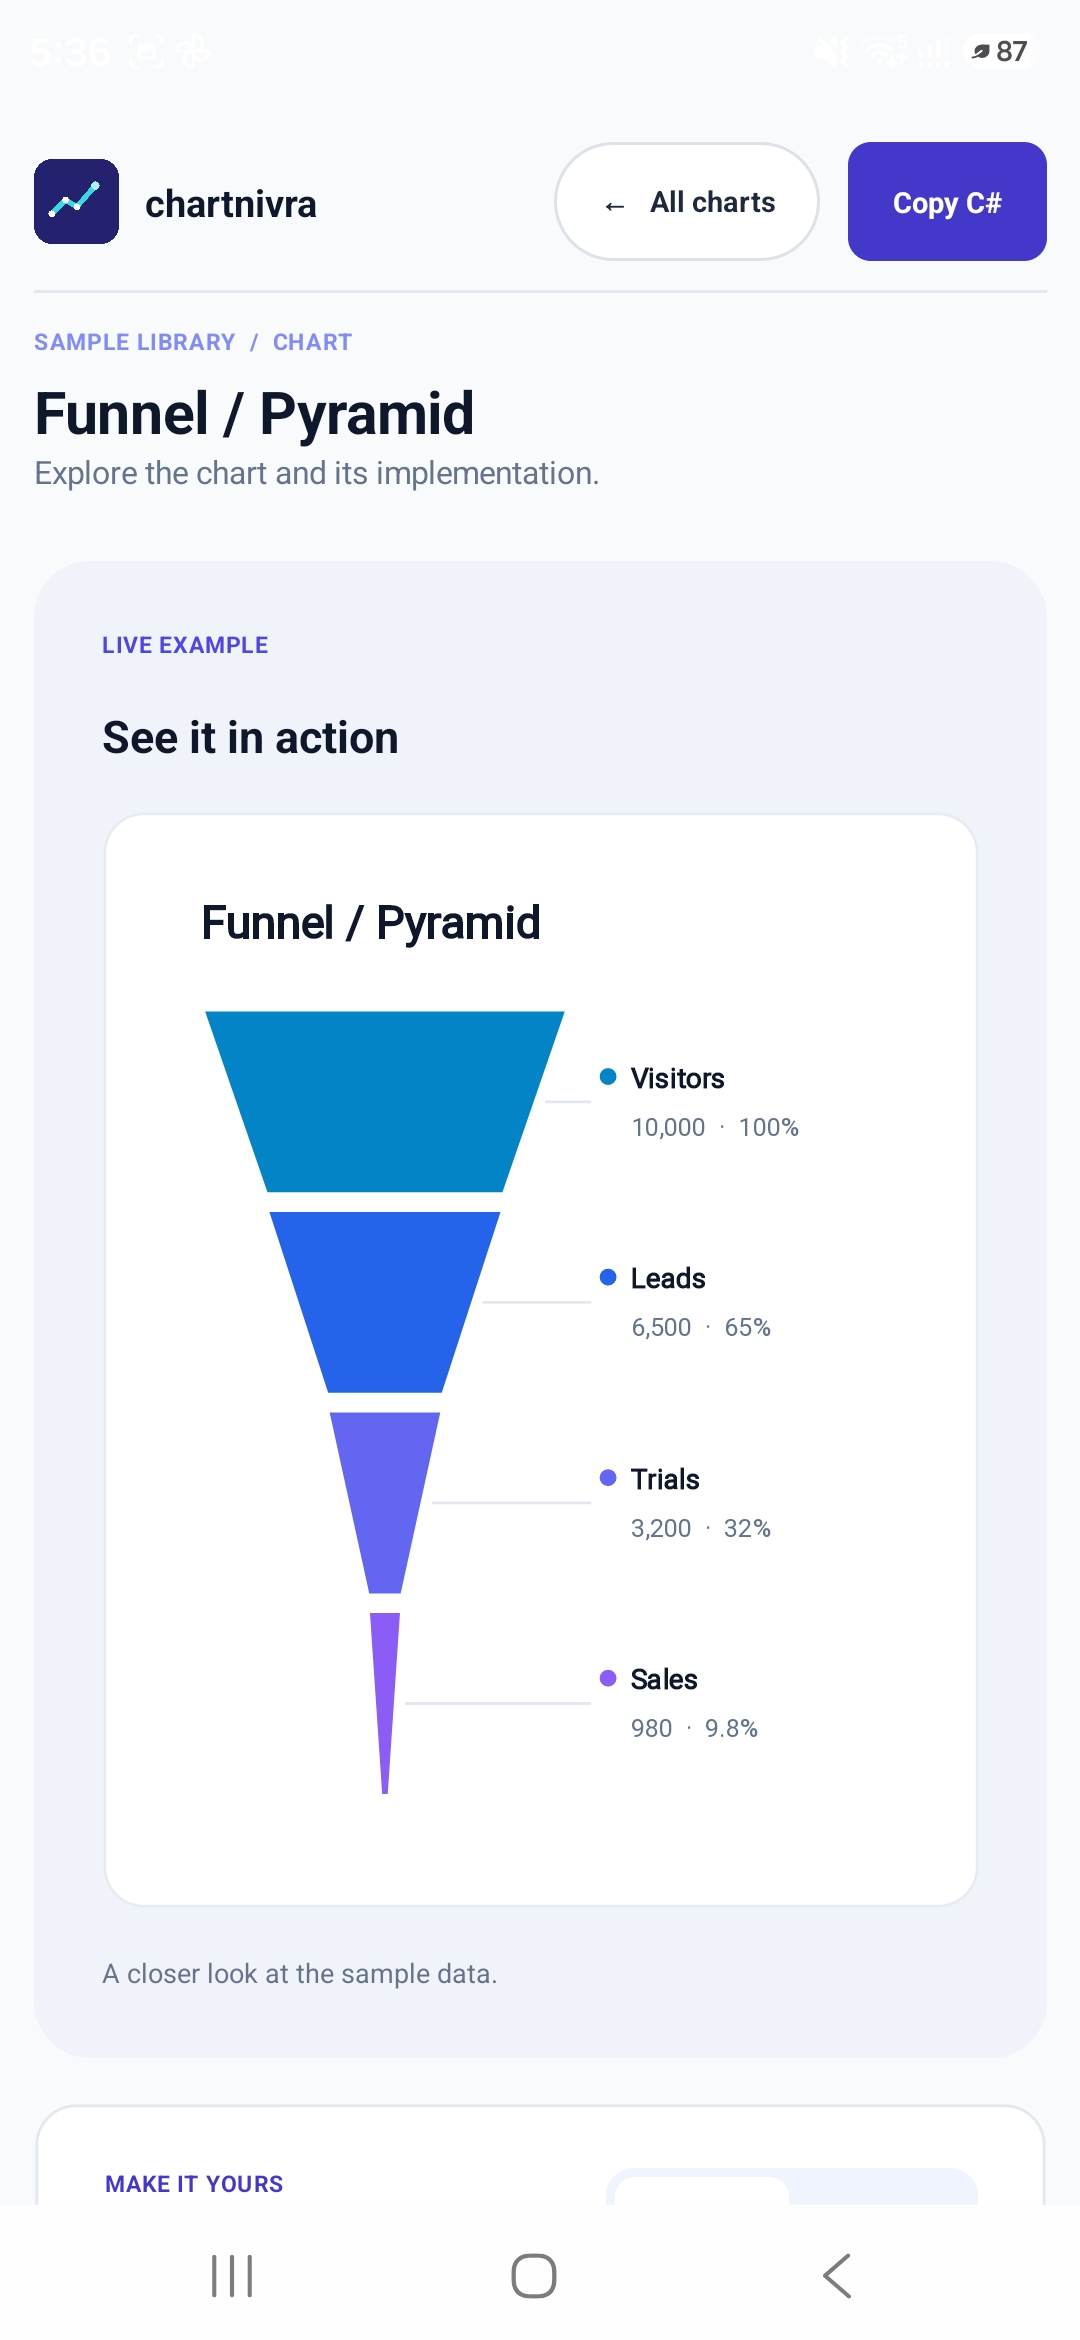 5:36
87
chartnivra
← All charts
Copy C#
SAMPLE LIBRARY / CHART
Funnel / Pyramid
Explore the chart and its implementation.
LIVE EXAMPLE
See it in action
Funnel / Pyramid
Visitors
10,000 · 100%
Leads
6,500 · 65%
Trials
3,200 · 32%
Sales
980 · 9.8%
A closer look at the sample data.
MAKE IT YOURS